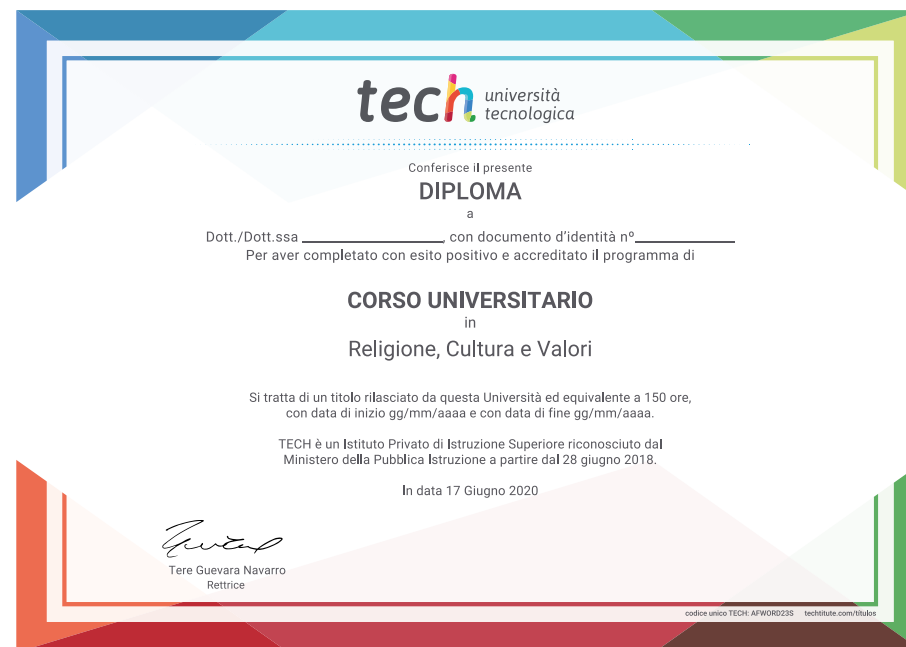 tech università
tecnologica
Conferisce il presente
DIPLOMA
a
Dott./Dott.ssa ____________________, con documento d'identità nº______________
Per aver completato con esito positivo e accreditato il programma di
CORSO UNIVERSITARIO
in
Religione, Cultura e Valori
Si tratta di un titolo rilasciato da questa Università ed equivalente a 150 ore,
con data di inizio gg/mm/aaaa e con data di fine gg/mm/aaaa.
TECH è un Istituto Privato di Istruzione Superiore riconosciuto dal
Ministero della Pubblica Istruzione a partire dal 28 giugno 2018.
In data 17 Giugno 2020
Tere Guevara Navarro
Rettrice
codice unico TECH: AFWORD23S techtitute.com/titulos